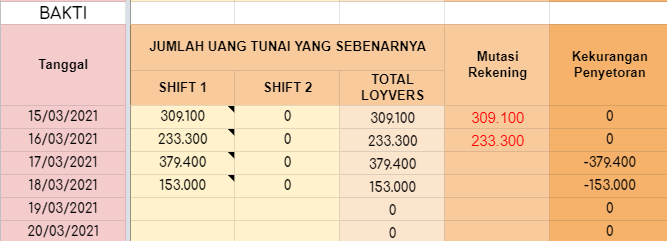 BAKTI
Tanggal JUMLAH UANG TUNAI YANG SEBENARNYA Mutasi Rekening Kekurangan Penyetoran
SHIFT 1 SHIFT 2 TOTAL LOYVERS
15/03/2021 309.100 0 309.100 309.100 0
16/03/2021 233.300 0 233.300 233.300 0
17/03/2021 379.400 0 379.400 -379.400
18/03/2021 153.000 0 153.000 -153.000
19/03/2021 0 0
20/03/2021 0 0